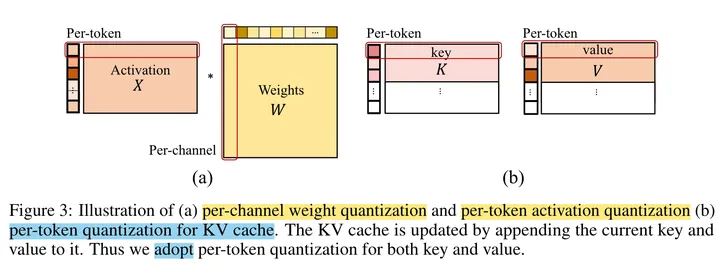 Per-token
Activation
X
⋮
*
...
Weights
W
Per-channel
(a)
Per-token
key
K
⋮
⋮
Per-token
value
V
⋮
⋮
(b)
Figure 3: Illustration of (a) per-channel weight quantization and per-token activation quantization (b)
per-token quantization for KV cache. The KV cache is updated by appending the current key and
value to it. Thus we adopt per-token quantization for both key and value.